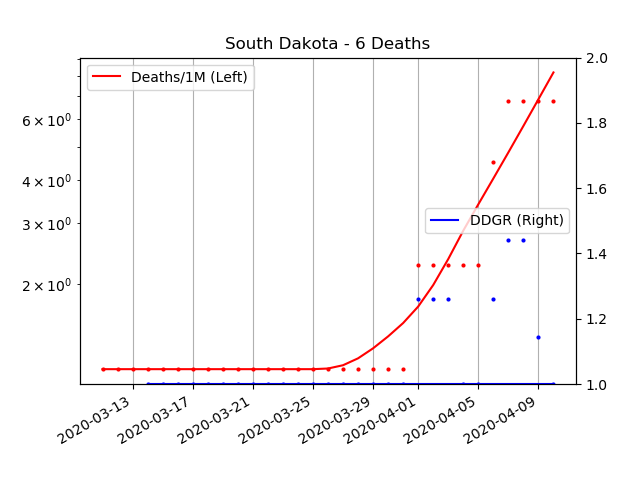 South Dakota - 6 Deaths
Deaths/1M (Left)
DDGR (Right)
6 × 10⁰
4 × 10⁰
3 × 10⁰
2 × 10⁰
2.0
1.8
1.6
1.4
1.2
1.0
2020-03-13
2020-03-17
2020-03-21
2020-03-25
2020-03-29
2020-04-01
2020-04-05
2020-04-09